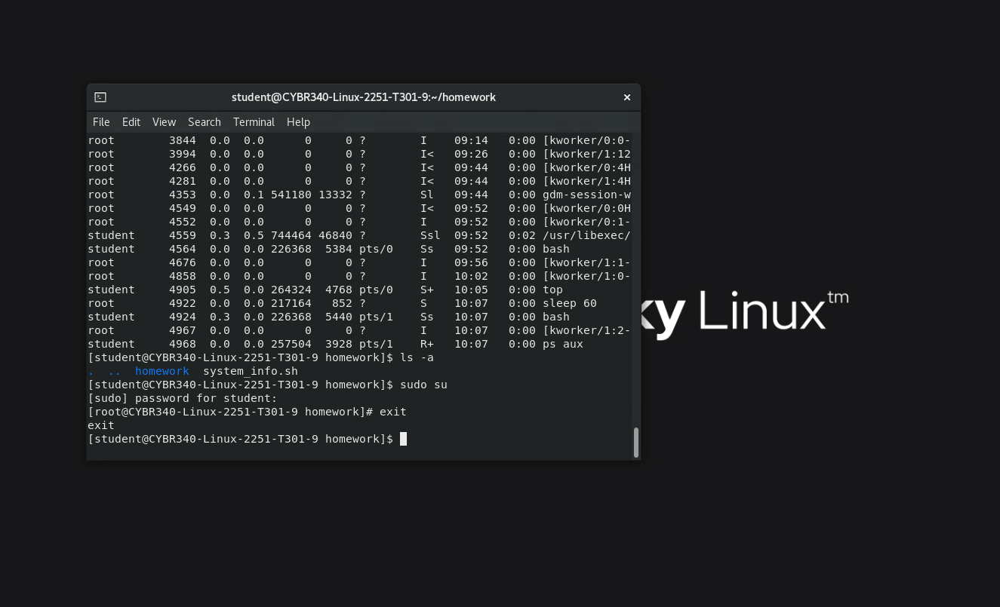 student@CYBR340-Linux-2251-T301-9:~/homework
File Edit View Search Terminal Help
root        3844  0.0  0.0      0     0 ?        I    09:14   0:00 [kworker/0:0-
root        3994  0.0  0.0      0     0 ?        I<   09:26   0:00 [kworker/1:12
root        4266  0.0  0.0      0     0 ?        I<   09:44   0:00 [kworker/0:4H
root        4281  0.0  0.0      0     0 ?        I<   09:44   0:00 [kworker/1:4H
root        4353  0.0  0.1 541180 13332 ?        Sl   09:44   0:00 gdm-session-w
root        4549  0.0  0.0      0     0 ?        I<   09:52   0:00 [kworker/0:0H
root        4552  0.0  0.0      0     0 ?        I    09:52   0:00 [kworker/0:1-
student     4559  0.3  0.5 744464 46840 ?        Ssl  09:52   0:02 /usr/libexec/
student     4564  0.0  0.0 226368  5384 pts/0    Ss   09:52   0:00 bash
root        4676  0.0  0.0      0     0 ?        I    09:56   0:00 [kworker/1:1-
root        4858  0.0  0.0      0     0 ?        I    10:02   0:00 [kworker/1:0-
student     4905  0.5  0.0 264324  4768 pts/0    S+   10:05   0:00 top
root        4922  0.0  0.0 217164   852 ?        S    10:07   0:00 sleep 60
student     4924  0.3  0.0 226368  5440 pts/1    Ss   10:07   0:00 bash
root        4967  0.0  0.0      0     0 ?        I    10:07   0:00 [kworker/1:2-
student     4968  0.0  0.0 257504  3928 pts/1    R+   10:07   0:00 ps aux
[student@CYBR340-Linux-2251-T301-9 homework]$ ls -a
.  ..  homework  system_info.sh
[student@CYBR340-Linux-2251-T301-9 homework]$ sudo su
[sudo] password for student:
[root@CYBR340-Linux-2251-T301-9 homework]# exit
exit
[student@CYBR340-Linux-2251-T301-9 homework]$
ky Linux™